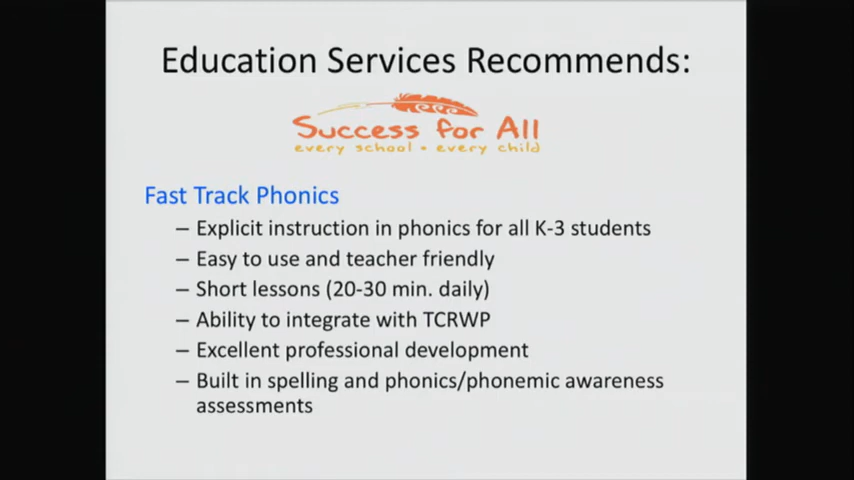 Education Services Recommends:
Success for All
every school • every child
Fast Track Phonics
– Explicit instruction in phonics for all K-3 students
– Easy to use and teacher friendly
– Short lessons (20-30 min. daily)
– Ability to integrate with TCRWP
– Excellent professional development
– Built in spelling and phonics/phonemic awareness
assessments